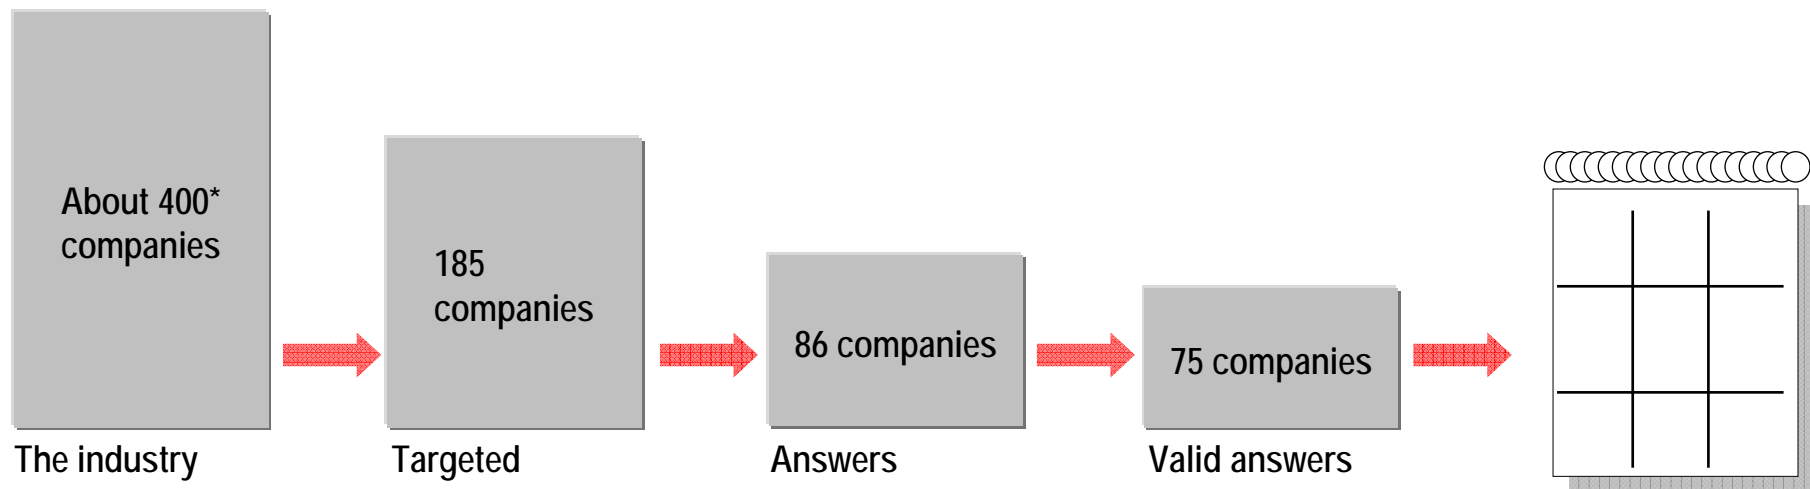 About 400*
companies
185
companies
86 companies
75 companies
The industry
Targeted
Answers
Valid answers